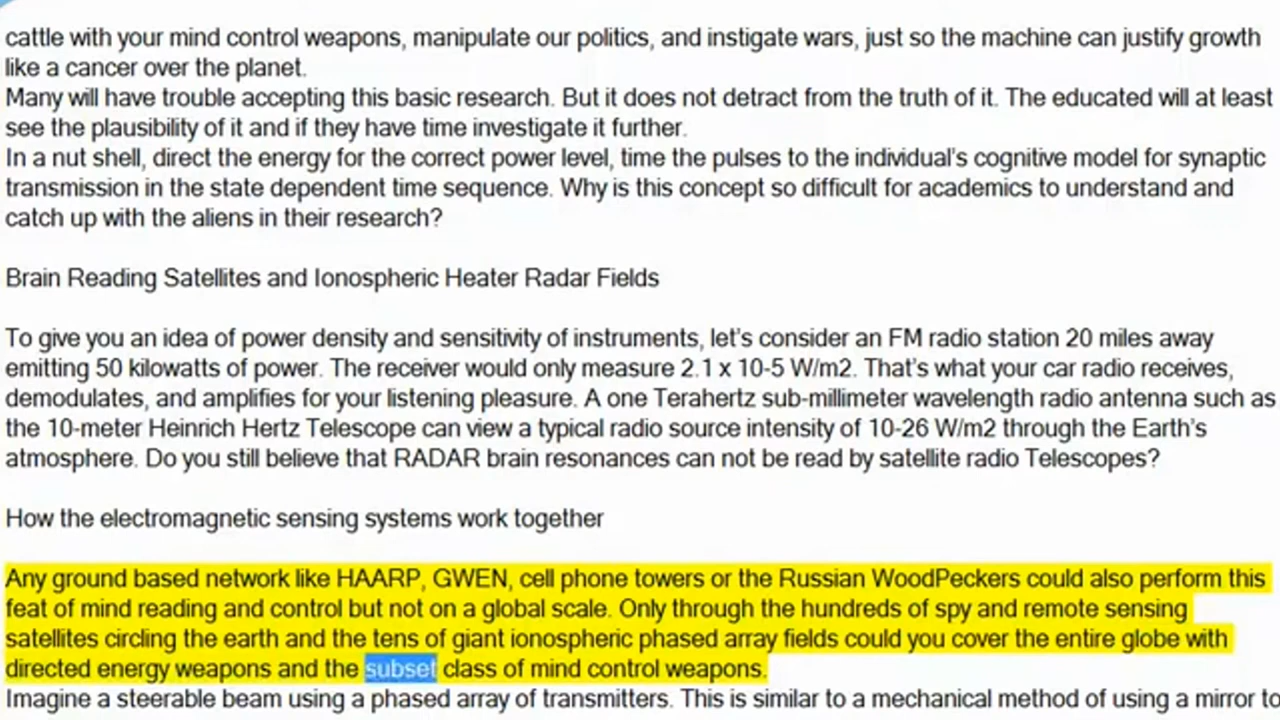 cattle with your mind control weapons, manipulate our politics, and instigate wars, just so the machine can justify growth
like a cancer over the planet.
Many will have trouble accepting this basic research. But it does not detract from the truth of it. The educated will at least
see the plausibility of it and if they have time investigate it further.
In a nut shell, direct the energy for the correct power level, time the pulses to the individual's cognitive model for synaptic
transmission in the state dependent time sequence. Why is this concept so difficult for academics to understand and
catch up with the aliens in their research?
Brain Reading Satellites and Ionospheric Heater Radar Fields
To give you an idea of power density and sensitivity of instruments, let's consider an FM radio station 20 miles away
emitting 50 kilowatts of power. The receiver would only measure 2.1 x 10-5 W/m2. That's what your car radio receives,
demodulates, and amplifies for your listening pleasure. A one Terahertz sub-millimeter wavelength radio antenna such as
the 10-meter Heinrich Hertz Telescope can view a typical radio source intensity of 10-26 W/m2 through the Earth's
atmosphere. Do you still believe that RADAR brain resonances can not be read by satellite radio Telescopes?
How the electromagnetic sensing systems work together
Any ground based network like HAARP, GWEN, cell phone towers or the Russian WoodPeckers could also perform this
feat of mind reading and control but not on a global scale. Only through the hundreds of spy and remote sensing
satellites circling the earth and the tens of giant ionospheric phased array fields could you cover the entire globe with
directed energy weapons and the subset class of mind control weapons.
Imagine a steerable beam using a phased array of transmitters. This is similar to a mechanical method of using a mirror to